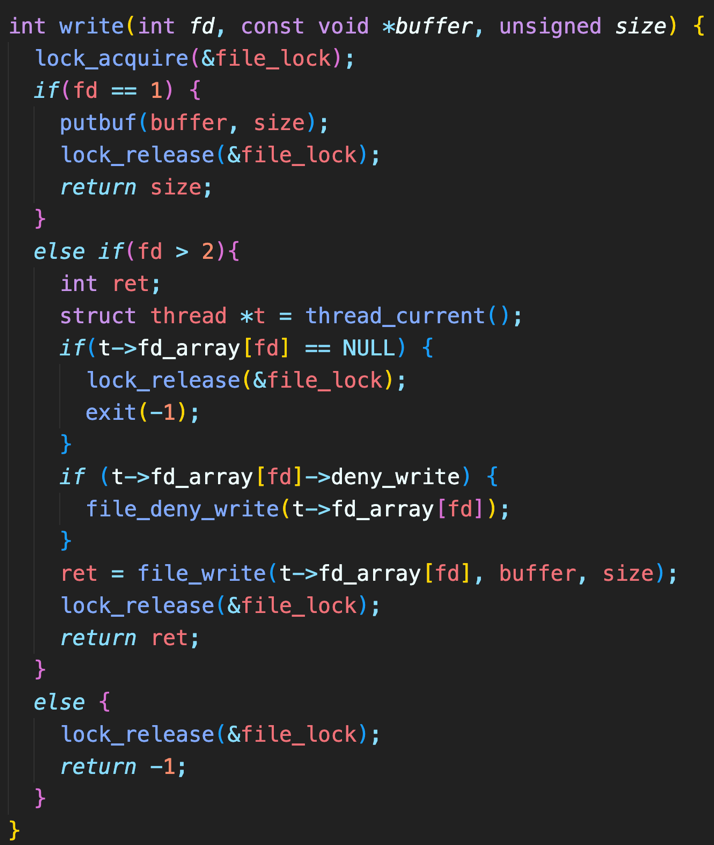 int write(int fd, const void *buffer, unsigned size) {
  lock_acquire(&file_lock);
  if(fd == 1) {
    putbuf(buffer, size);
    lock_release(&file_lock);
    return size;
  }
  else if(fd > 2){
    int ret;
    struct thread *t = thread_current();
    if(t->fd_array[fd] == NULL) {
      lock_release(&file_lock);
      exit(-1);
    }
    if (t->fd_array[fd]->deny_write) {
      file_deny_write(t->fd_array[fd]);
    }
    ret = file_write(t->fd_array[fd], buffer, size);
    lock_release(&file_lock);
    return ret;
  }
  else {
    lock_release(&file_lock);
    return -1;
  }
}